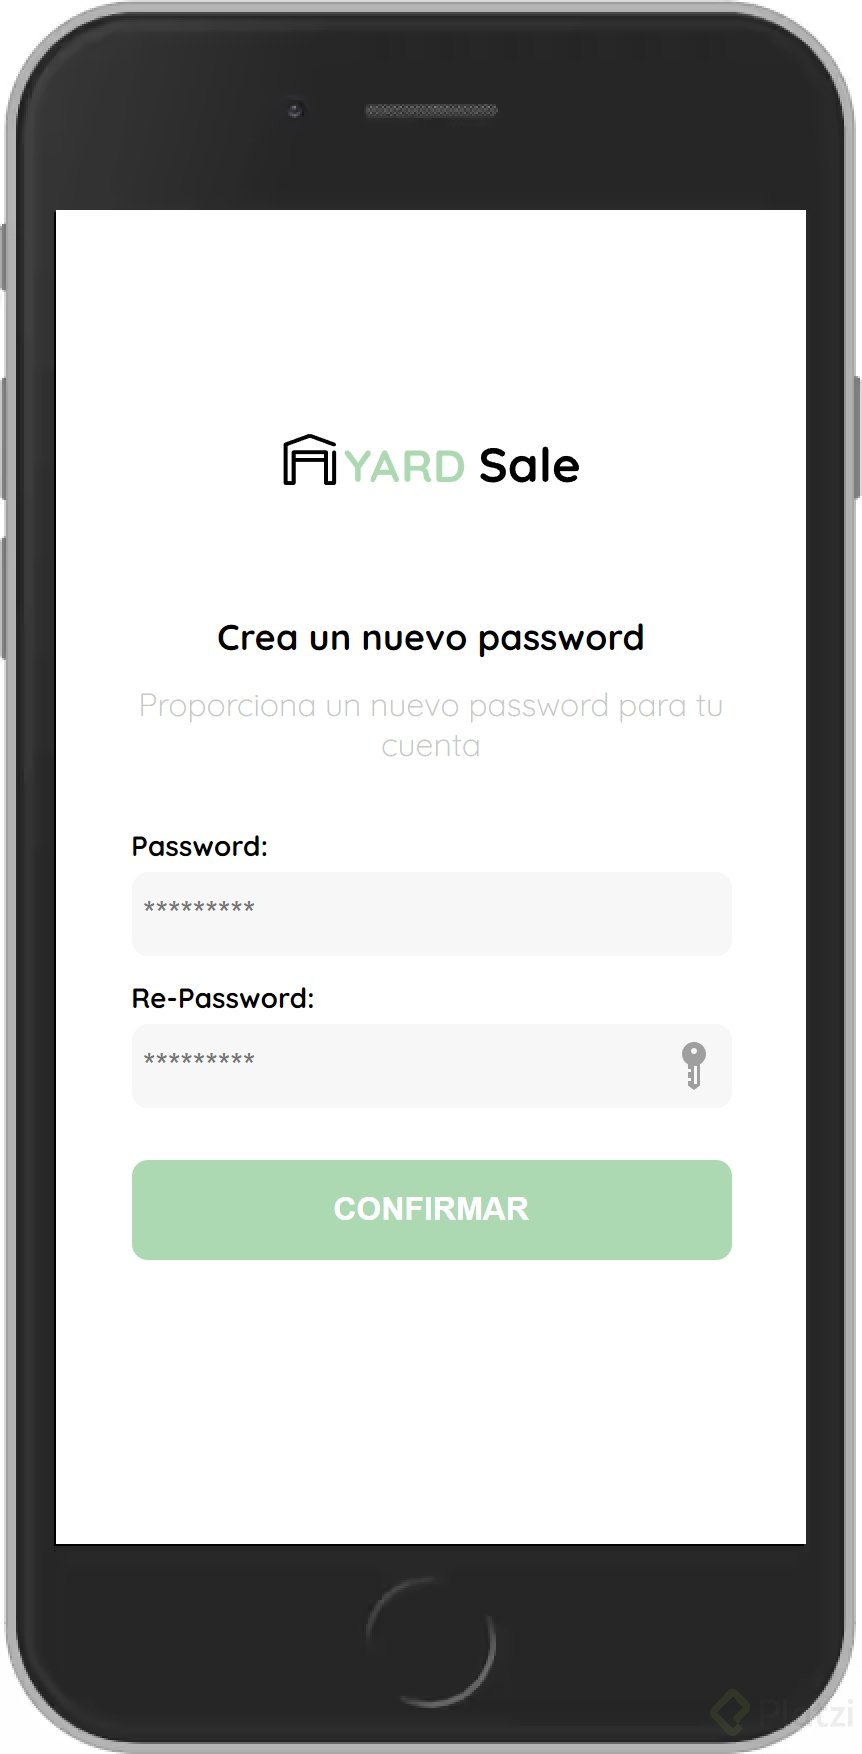 YARD Sale
Crea un nuevo password
Proporciona un nuevo password para tu
cuenta
Password:
*********
Re-Password:
*********
CONFIRMAR
Platzi